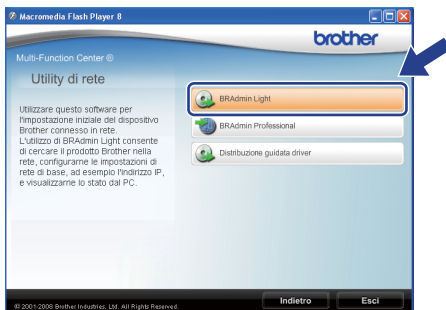 Macromedia Flash Player 8
brother
Multi-Function Center ®
Utility di rete
Utilizzare questo software per
l'impostazione iniziale del dispositivo
Brother connesso in rete.
L'utilizzo di BRAdmin Light consente
di cercare il prodotto Brother nella
rete, configurarne le impostazioni di
rete di base, ad esempio l'indirizzo IP,
e visualizzarne lo stato dal PC.
BRAdmin Light
BRAdmin Professional
Distribuzione guidata driver
© 2001-2008 Brother Industries, Ltd. All Rights Reserved.
Indietro
Esci